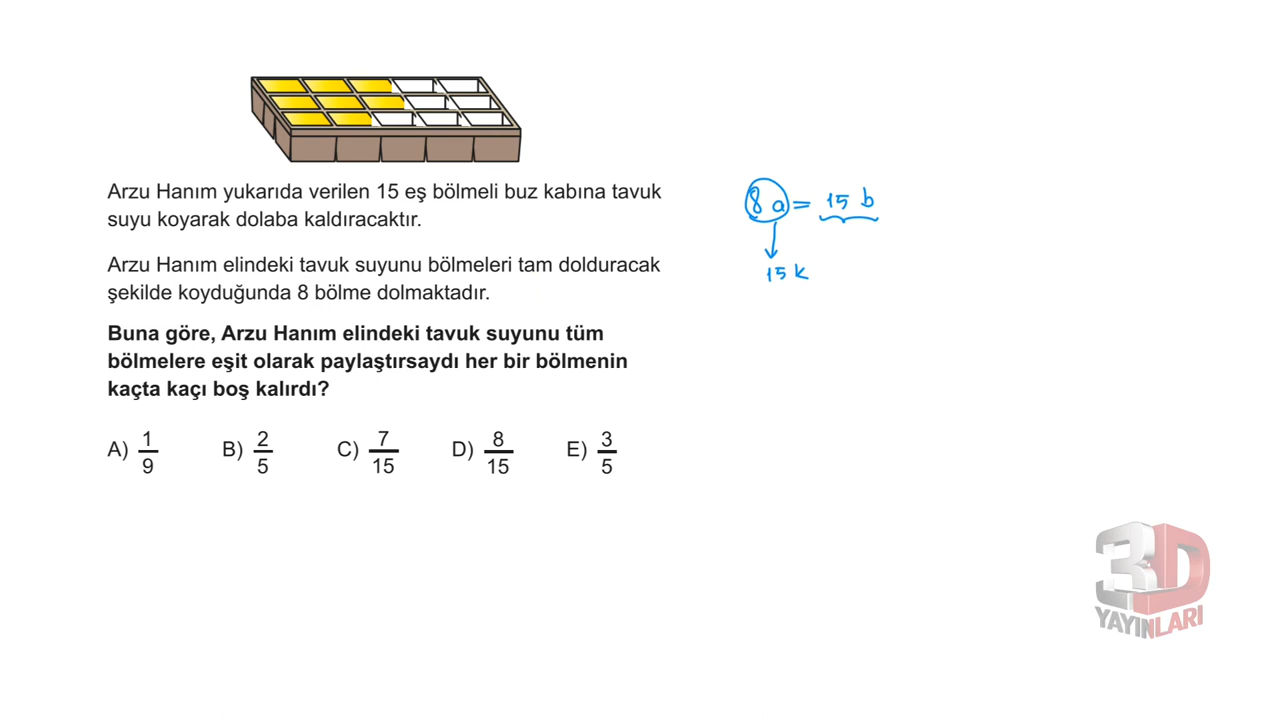 Arzu Hanım yukarıda verilen 15 eş bölmeli buz kabına tavuk
suyu koyarak dolaba kaldıracaktır.
Arzu Hanım elindeki tavuk suyunu bölmeleri tam dolduracak
şekilde koyduğunda 8 bölme dolmaktadır.
Buna göre, Arzu Hanım elindeki tavuk suyunu tüm
bölmelere eşit olarak paylaştırsaydı her bir bölmenin
kaçta kaçı boş kalırdı?
A) 1/9 B) 2/5 C) 7/15 D) 8/15 E) 3/5
8a = 15b
15k
3D
YAYINLARI